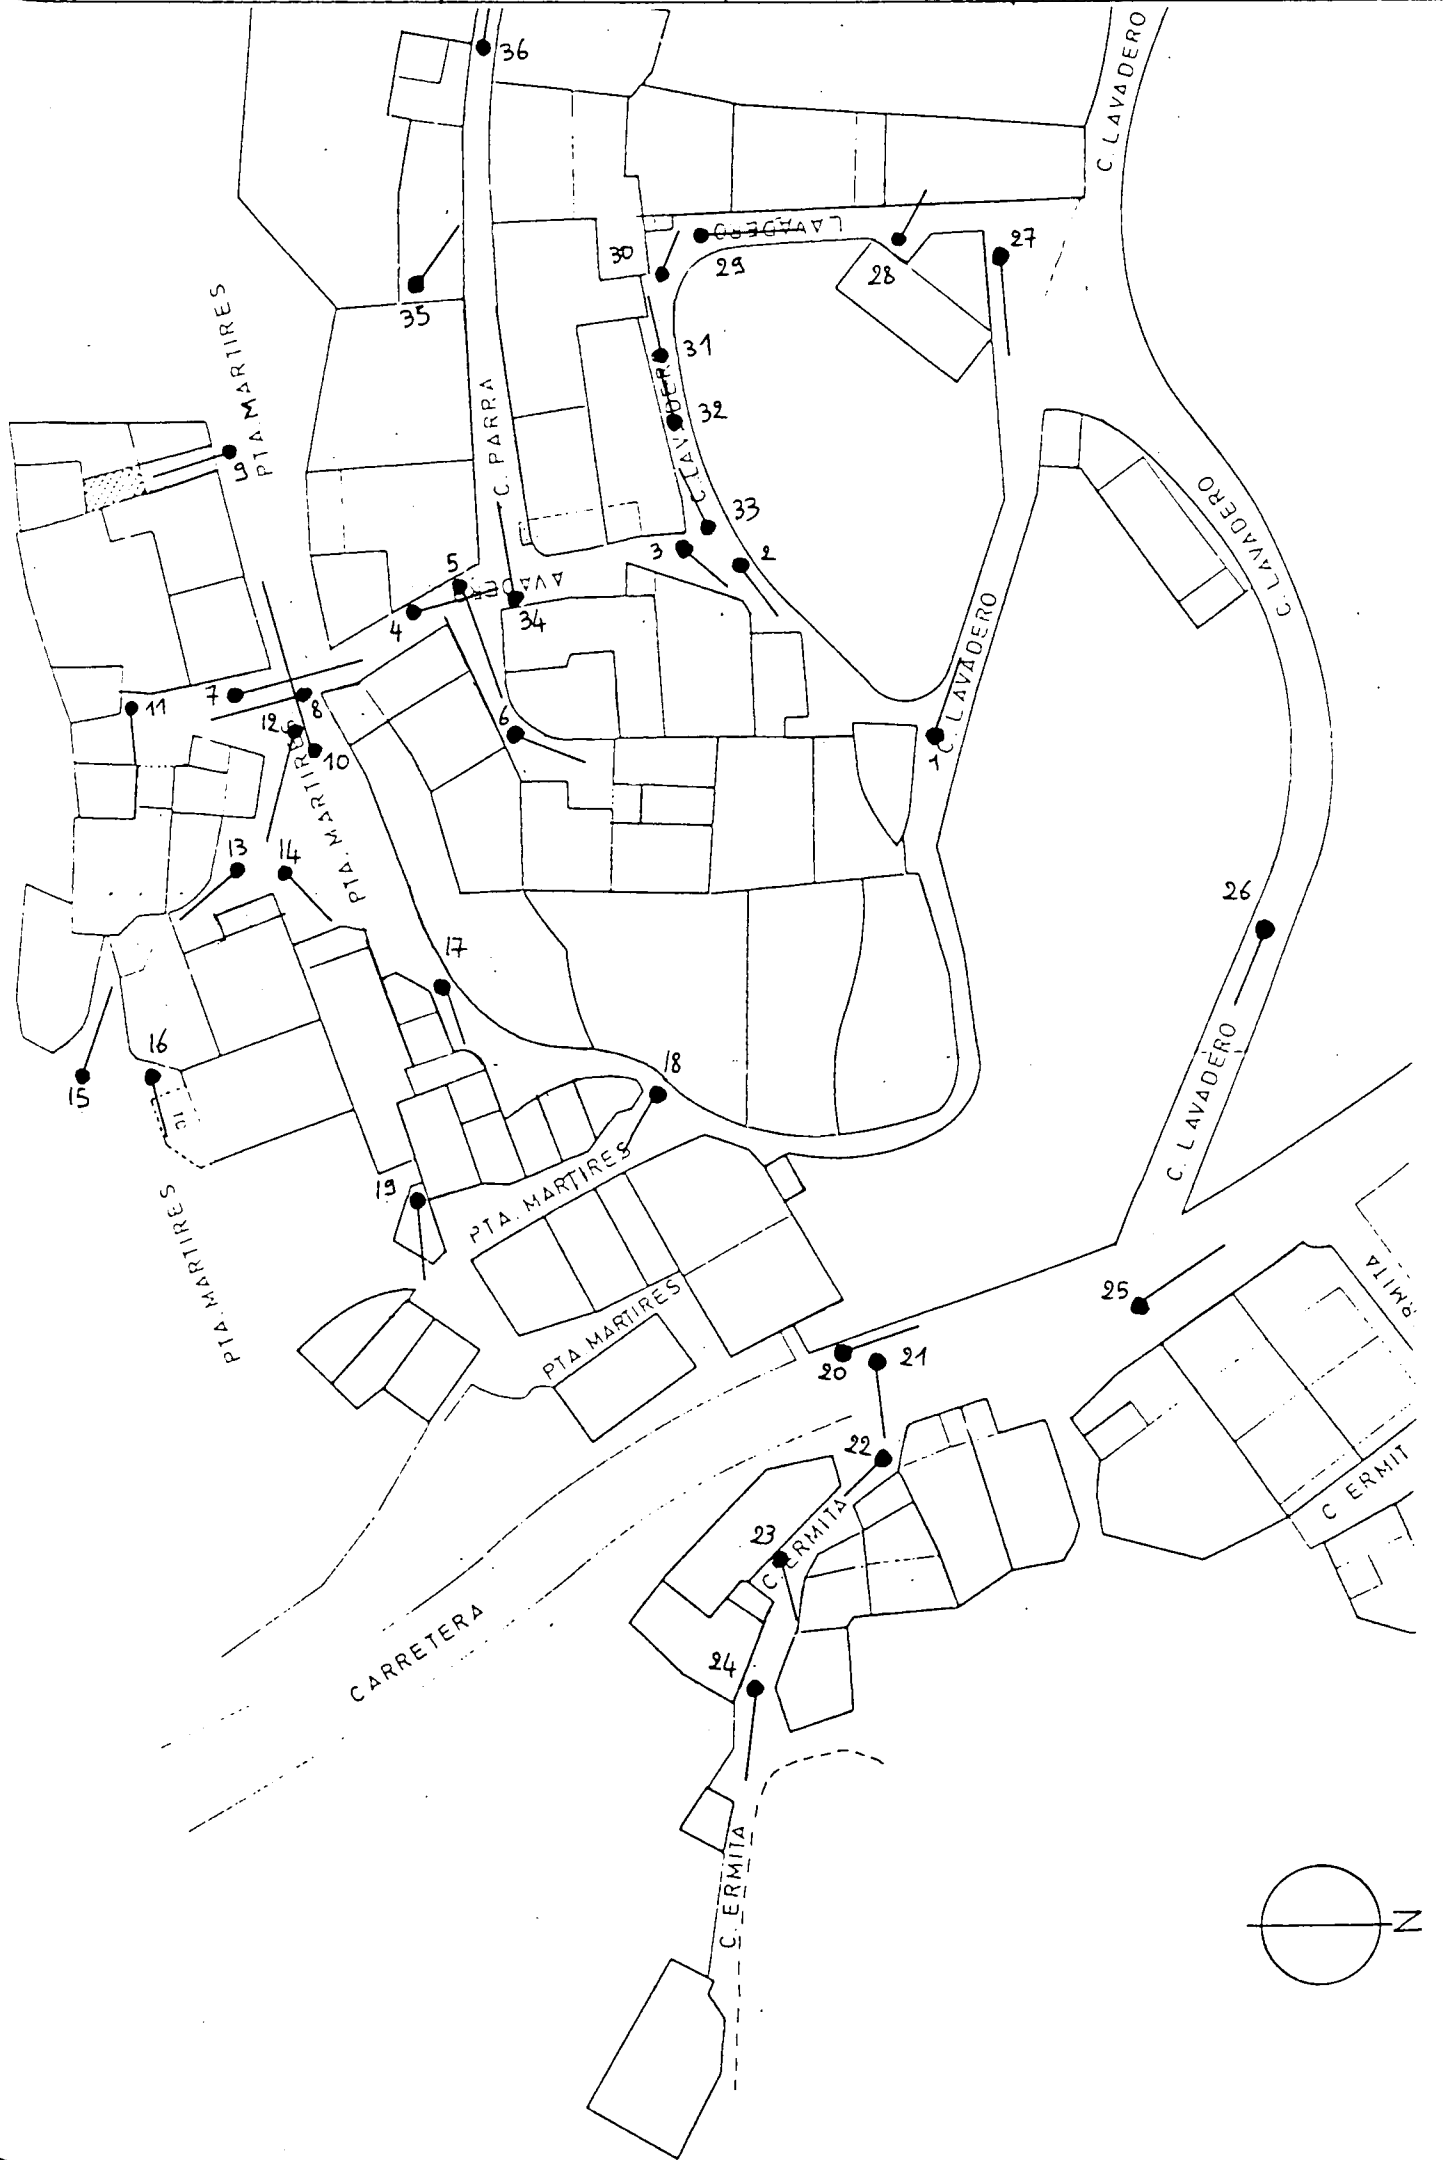 C. LAVADERO
36
LAVADERO
30
29
28
27
35
PTA. MARTIRES
31
C. PARRA
C. LAVADERO
32
9
33
C. LAVADERO
3
2
5
AVADER
4
34
C. LAVADERO
C. LAVADERO
7
8
11
12
6
10
1
PTA. MARTIRES
13
14
26
17
16
18
15
C. LAVADERO
19
PTA. MARTIRES
PTA. MARTIRES
PTA. MARTIRES
25
RMITA
20
21
22
C ERMIT
23
C. ERMITA
CARRETERA
24
C. ERMITA
N